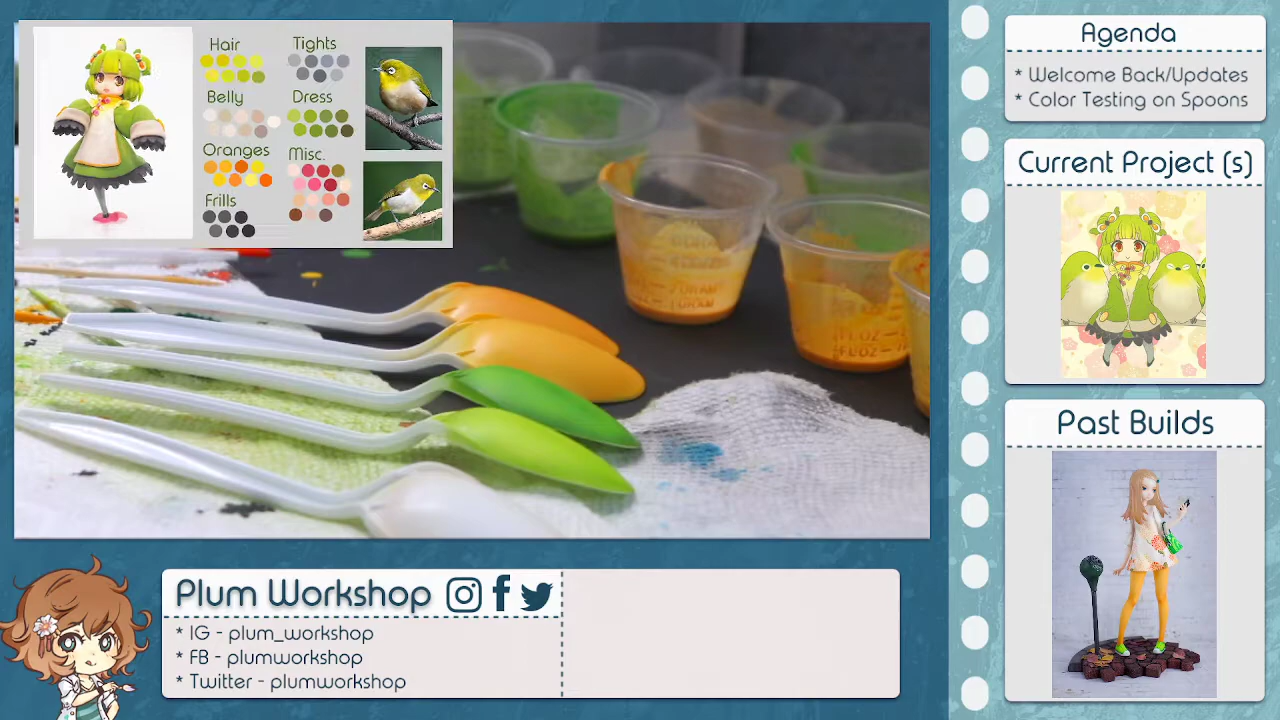 Hair
Tights
Belly
Dress
Oranges
Misc.
Frills
Agenda
* Welcome Back/Updates
* Color Testing on Spoons
Current Project (s)
Past Builds
Plum Workshop
* IG - plum_workshop
* FB - plumworkshop
* Twitter - plumworkshop